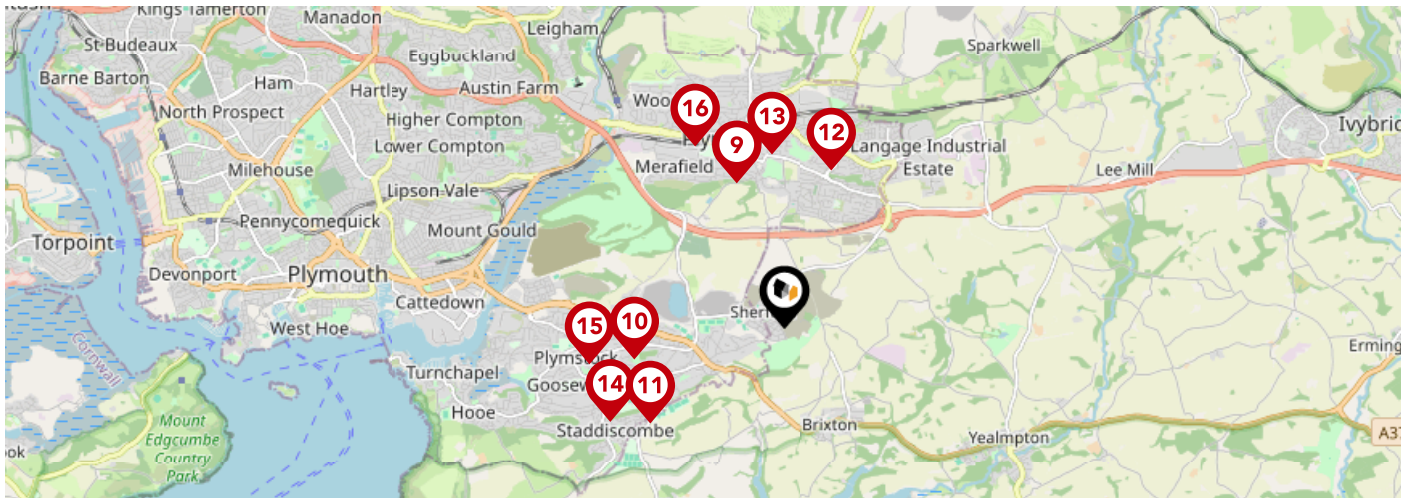 Kings Tamerton
Manadon
Leigham
St Budeaux
Eggbuckland
Sparkwell
Barne Barton
Ham
Hartley
Austin Farm
North Prospect
Higher Compton
16
13
12
9
Lower Compton
Merafield
Langage Industrial
Estate
Lee Mill
Milehouse
Lipson Vale
Pennycomequick
Mount Gould
Torpoint
Devonport
Plymouth
Cattedown
West Hoe
15
10
Plymstock
Turnchapel
14
11
Hooe
Staddiscombe
Brixton
Yealmpton
Cornwall
Mount
Edgcumbe
Country
Park